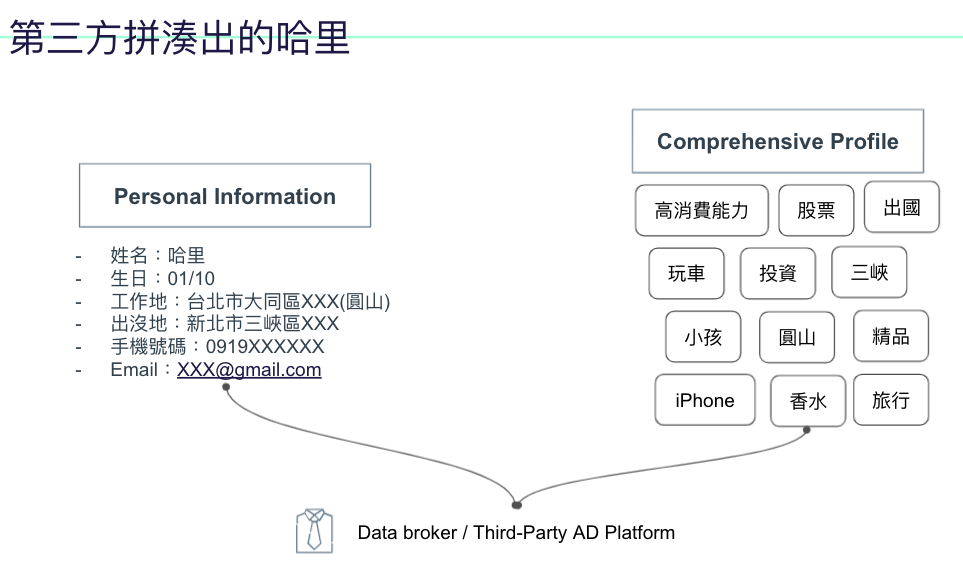 第三方拼湊出的哈里
Personal Information
- 姓名：哈里
- 生日：01/10
- 工作地：台北市大同區XXX(圓山)
- 出沒地：新北市三峽區XXX
- 手機號碼：0919XXXXXX
- Email：XXX@gmail.com
Comprehensive Profile
高消費能力 股票 出國
玩車 投資 三峽
小孩 圓山 精品
iPhone 香水 旅行
Data broker / Third-Party AD Platform